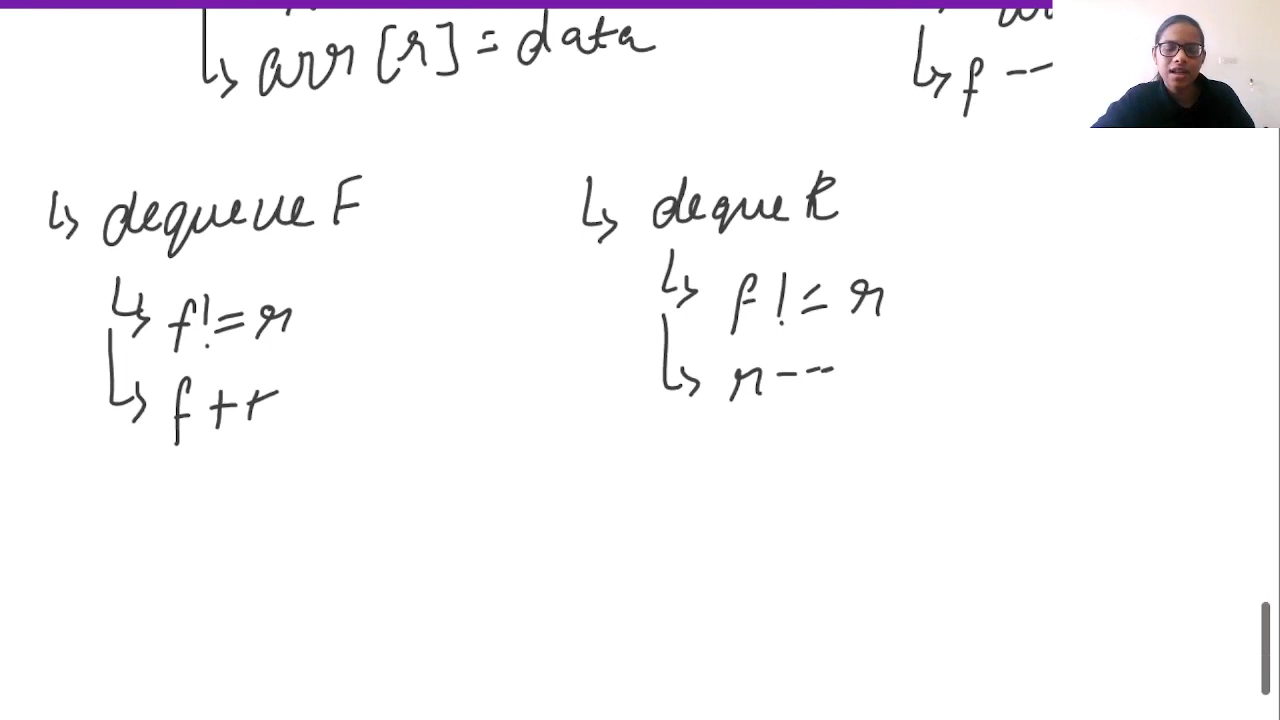 arr[r] = data
f--
dequeue F
f != r
f++
deque R
f != r
r--